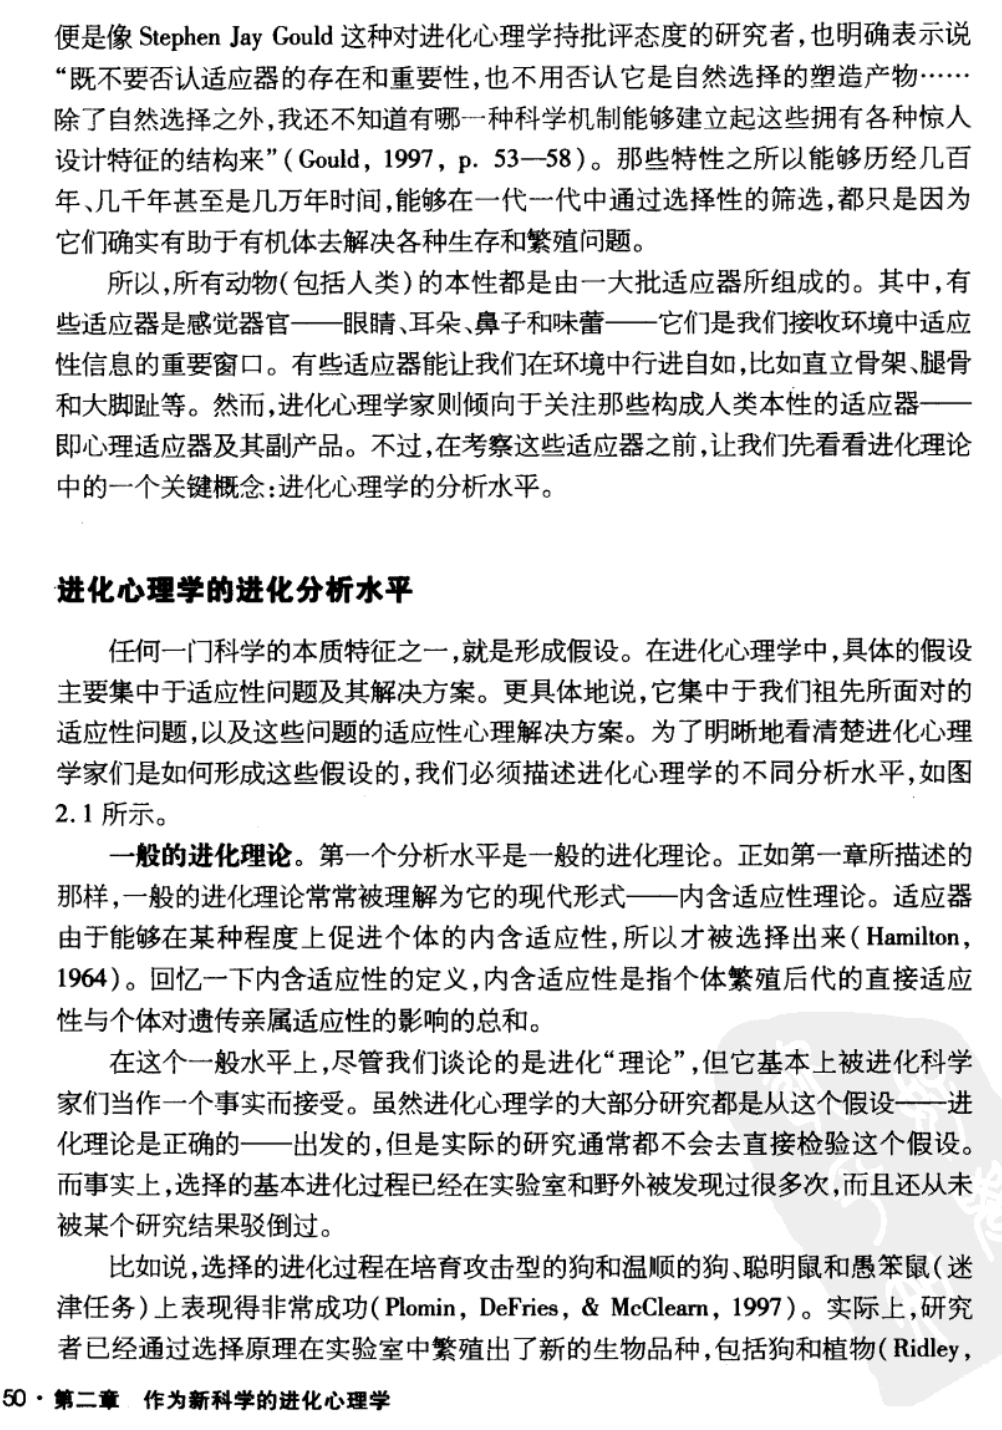 便是像 Stephen Jay Gould 这种对进化心理学持批评态度的研究者,也明确表示说
“既不要否认适应器的存在和重要性,也不用否认它是自然选择的塑造产物……
除了自然选择之外,我还不知道有哪一种科学机制能够建立起这些拥有各种惊人
设计特征的结构来”(Gould, 1997, p. 53—58)。那些特性之所以能够历经几百
年、几千年甚至是几万年时间,能够在一代一代中通过选择性的筛选,都只是因为
它们确实有助于有机体去解决各种生存和繁殖问题。
所以,所有动物(包括人类)的本性都是由一大批适应器所组成的。其中,有
些适应器是感觉器官——眼睛、耳朵、鼻子和味蕾——它们是我们接收环境中适应
性信息的重要窗口。有些适应器能让我们在环境中行进自如,比如直立骨架、腿骨
和大脚趾等。然而,进化心理学家则倾向于关注那些构成人类本性的适应器——
即心理适应器及其副产品。不过,在考察这些适应器之前,让我们先看看进化理论
中的一个关键概念:进化心理学的分析水平。
进化心理学的进化分析水平
任何一门科学的本质特征之一,就是形成假设。在进化心理学中,具体的假设
主要集中于适应性问题及其解决方案。更具体地说,它集中于我们祖先所面对的
适应性问题,以及这些问题的适应性心理解决方案。为了明晰地看清楚进化心理
学家们是如何形成这些假设的,我们必须描述进化心理学的不同分析水平,如图
2.1 所示。
一般的进化理论。第一个分析水平是一般的进化理论。正如第一章所描述的
那样,一般的进化理论常常被理解为它的现代形式——内含适应性理论。适应器
由于能够在某种程度上促进个体的内含适应性,所以才被选择出来(Hamilton,
1964)。回忆一下内含适应性的定义,内含适应性是指个体繁殖后代的直接适应
性与个体对遗传亲属适应性的影响的总和。
在这个一般水平上,尽管我们谈论的是进化“理论”,但它基本上被进化科学
家们当作一个事实而接受。虽然进化心理学的大部分研究都是从这个假设——进
化理论是正确的——出发的,但是实际的研究通常都不会去直接检验这个假设。
而事实上,选择的基本进化过程已经在实验室和野外被发现过很多次,而且还从未
被某个研究结果驳倒过。
比如说,选择的进化过程在培育攻击型的狗和温顺的狗、聪明鼠和愚笨鼠(迷
津任务)上表现得非常成功(Plomin, DeFries, & McClearn, 1997)。实际上,研究
者已经通过选择原理在实验室中繁殖出了新的生物品种,包括狗和植物(Ridley,
50·第二章 作为新科学的进化心理学